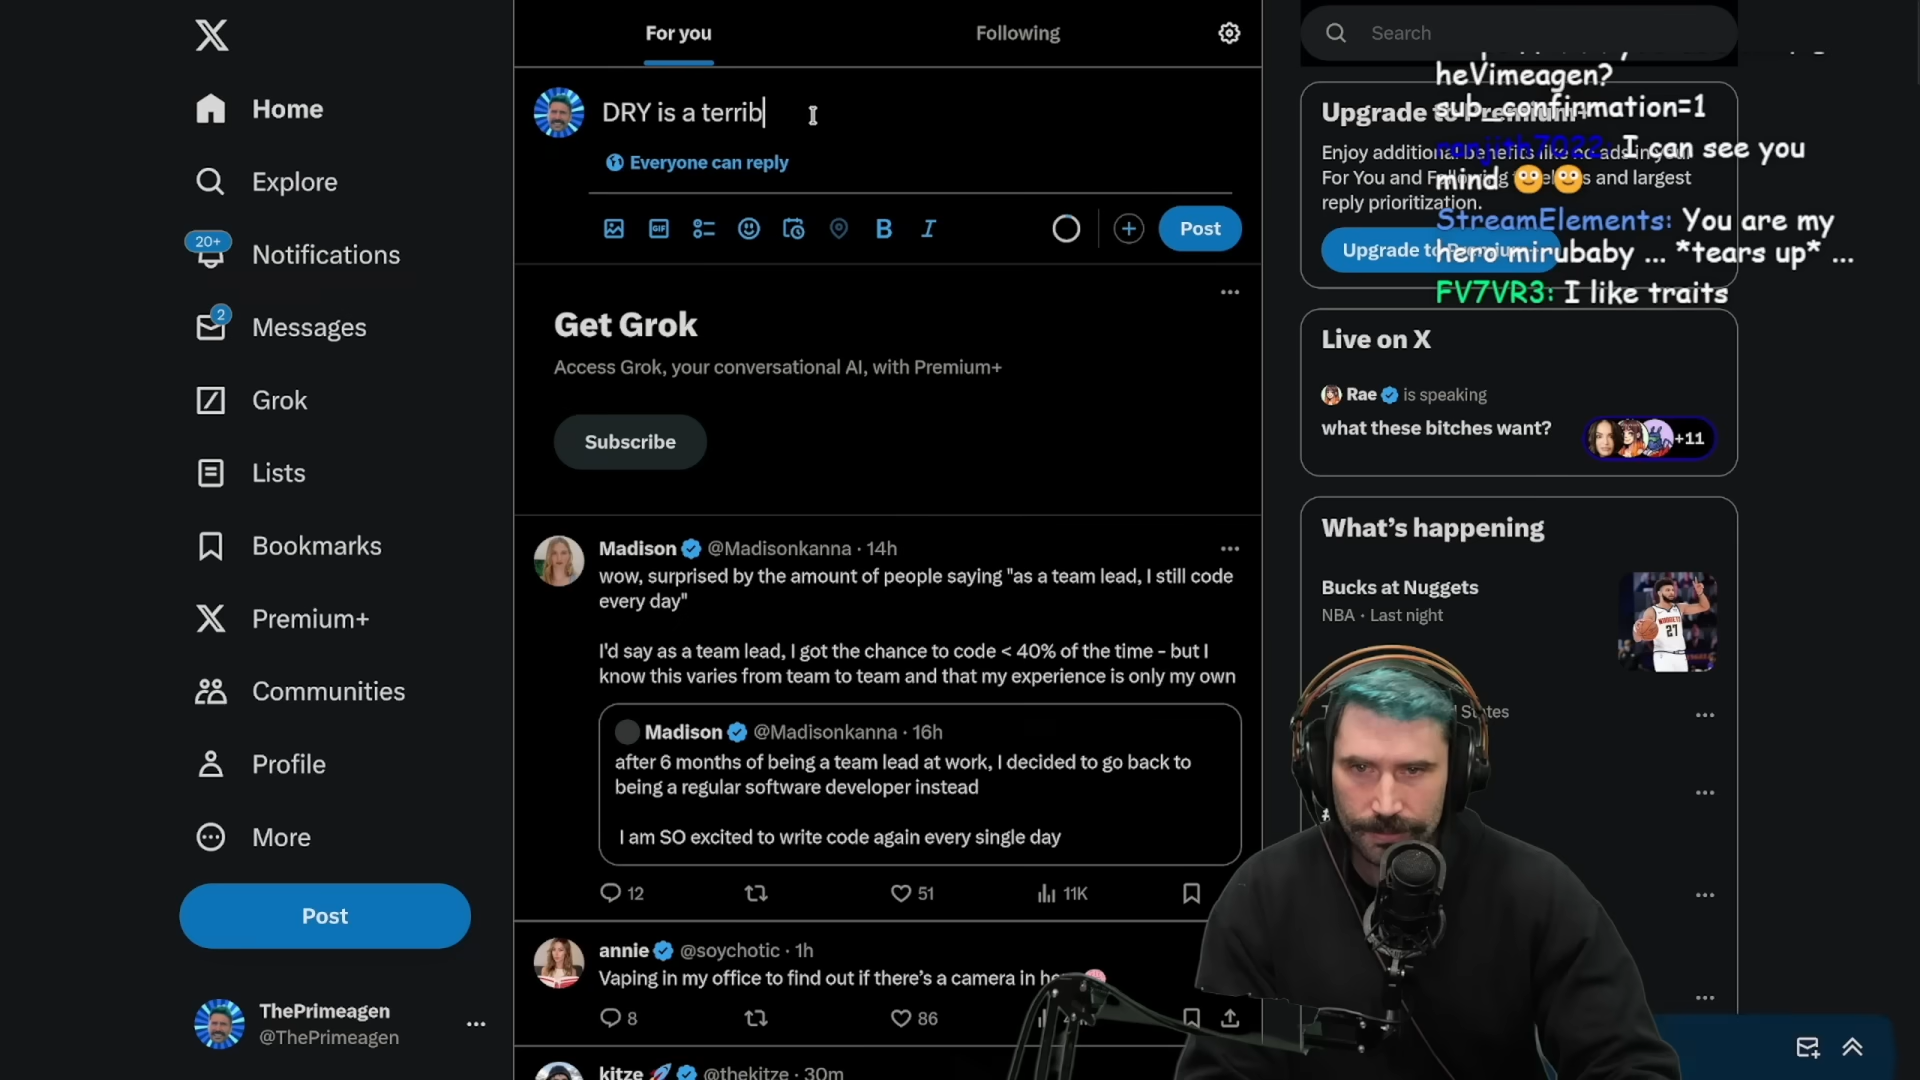 Home
Explore
20+
Notifications
2
Messages
Grok
Lists
Bookmarks
Premium+
Communities
Profile
More
Post
ThePrimeagen
@ThePrimeagen
For you
Following
DRY is a terrib
Everyone can reply
GIF
B
I
Post
Get Grok
Access Grok, your conversational AI, with Premium+
Subscribe
Madison @Madisonkanna · 14h
wow, surprised by the amount of people saying "as a team lead, I still code
every day"
I'd say as a team lead, I got the chance to code < 40% of the time - but I
know this varies from team to team and that my experience is only my own
Madison @Madisonkanna · 16h
after 6 months of being a team lead at work, I decided to go back to
being a regular software developer instead
I am SO excited to write code again every single day
12
51
11K
annie @soychotic · 1h
Vaping in my office to find out if there's a camera in
8
86
kitze @thekitze · 30m
Search
heVimeagen?
sub_confirmation=1
Upgrade to Premium+
I can see you
mind
Enjoy additional benefits like no ads in your
For You and Following and largest
reply prioritization.
StreamElements: You are my
hero mirubaby ... *tears up* ...
Upgrade to
FV7VR3: I like traits
Live on X
Rae is speaking
what these bitches want?
+11
What's happening
Bucks at Nuggets
NBA · Last night
27
States